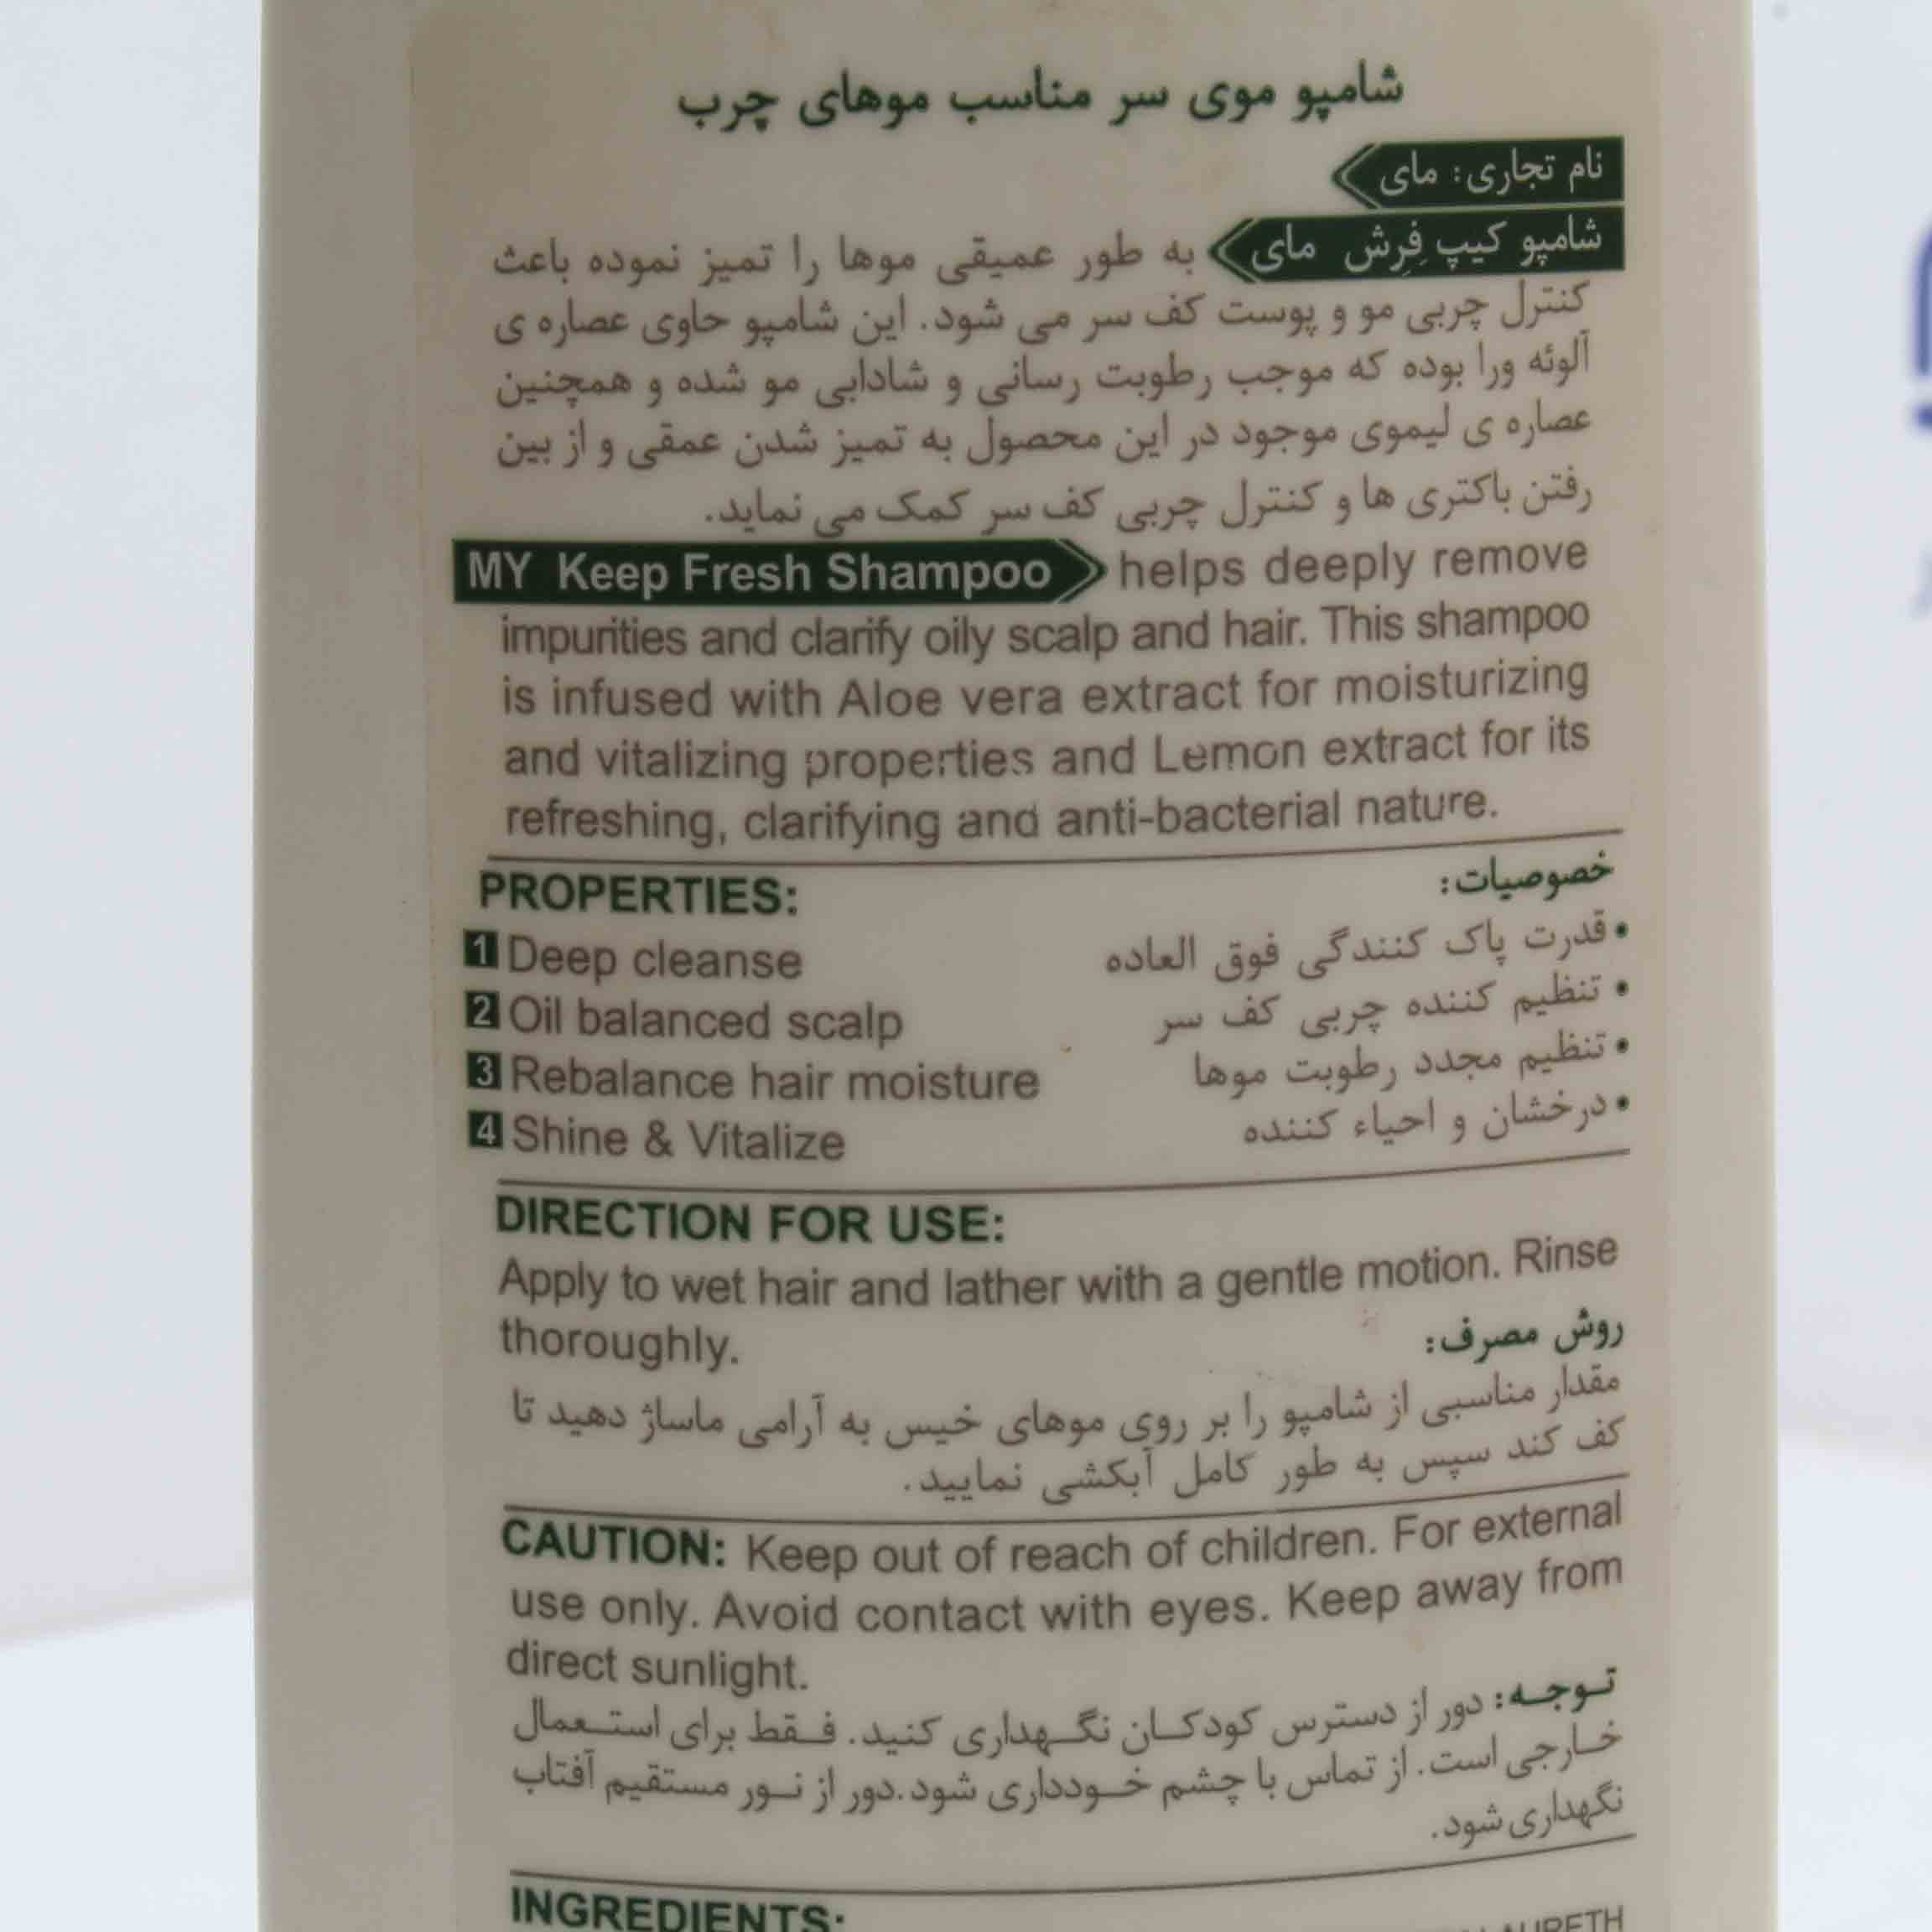 شامپو موی سر مناسب موهای چرب
نام تجاری: مای
شامپو کیپ فِرِش مای به طور عمیقی موها را تمیز نموده باعث
کنترل چربی مو و پوست کف سر می شود. این شامپو حاوی عصاره ی
آلوئه ورا بوده که موجب رطوبت رسانی و شادابی مو شده و همچنین
عصاره ی لیموی موجود در این محصول به تمیز شدن عمقی و از بین
رفتن باکتری ها و کنترل چربی کف سر کمک می نماید.
MY Keep Fresh Shampoo helps deeply remove
impurities and clarify oily scalp and hair. This shampoo
is infused with Aloe vera extract for moisturizing
and vitalizing properties and Lemon extract for its
refreshing, clarifying and anti-bacterial nature.
PROPERTIES:
1 Deep cleanse
2 Oil balanced scalp
3 Rebalance hair moisture
4 Shine & Vitalize
خصوصیات:
• قدرت پاک کنندگی فوق العاده
• تنظیم کننده چربی کف سر
• تنظیم مجدد رطوبت موها
• درخشان و احیاء کننده
DIRECTION FOR USE:
Apply to wet hair and lather with a gentle motion. Rinse
thoroughly.
روش مصرف:
مقدار مناسبی از شامپو را بر روی موهای خیس به آرامی ماساژ دهید تا
کف کند سپس به طور کامل آبکشی نمایید.
CAUTION: Keep out of reach of children. For external
use only. Avoid contact with eyes. Keep away from
direct sunlight.
تـوجـه: دور از دسترس کودکـان نگـهداری کنید. فـقط برای استـعمال
خـارجی است. از تماس با چشم خـودداری شود.دور از نـور مستقیم آفتاب
نگهداری شود.
INGREDIENTS: